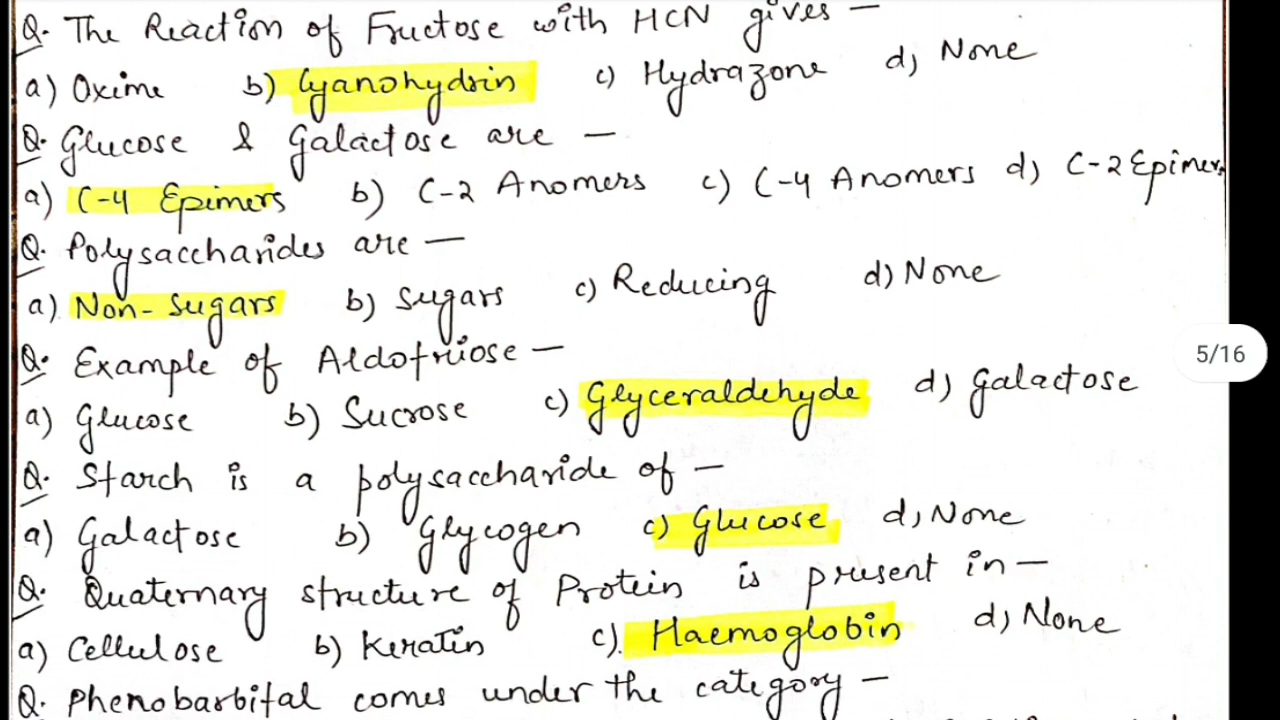 Q. The Reaction of Fructose with HCN gives —
a) Oxime b) Cyanohydrin c) Hydrazone d) None
Q. Glucose & Galactose are —
a) C-4 Epimers b) C-2 Anomers c) C-4 Anomers d) C-2 Epimers
Q. Polysaccharides are —
a) Non-Sugars b) Sugars c) Reducing d) None
Q. Example of Aldotriose —
a) Glucose b) Sucrose c) Glyceraldehyde d) Galactose
5/16
Q. Starch is a polysaccharide of —
a) Galactose b) Glycogen c) Glucose d) None
Q. Quaternary structure of Protein is present in —
a) Cellulose b) Keratin c). Haemoglobin d) None
Q. Phenobarbital comes under the category —